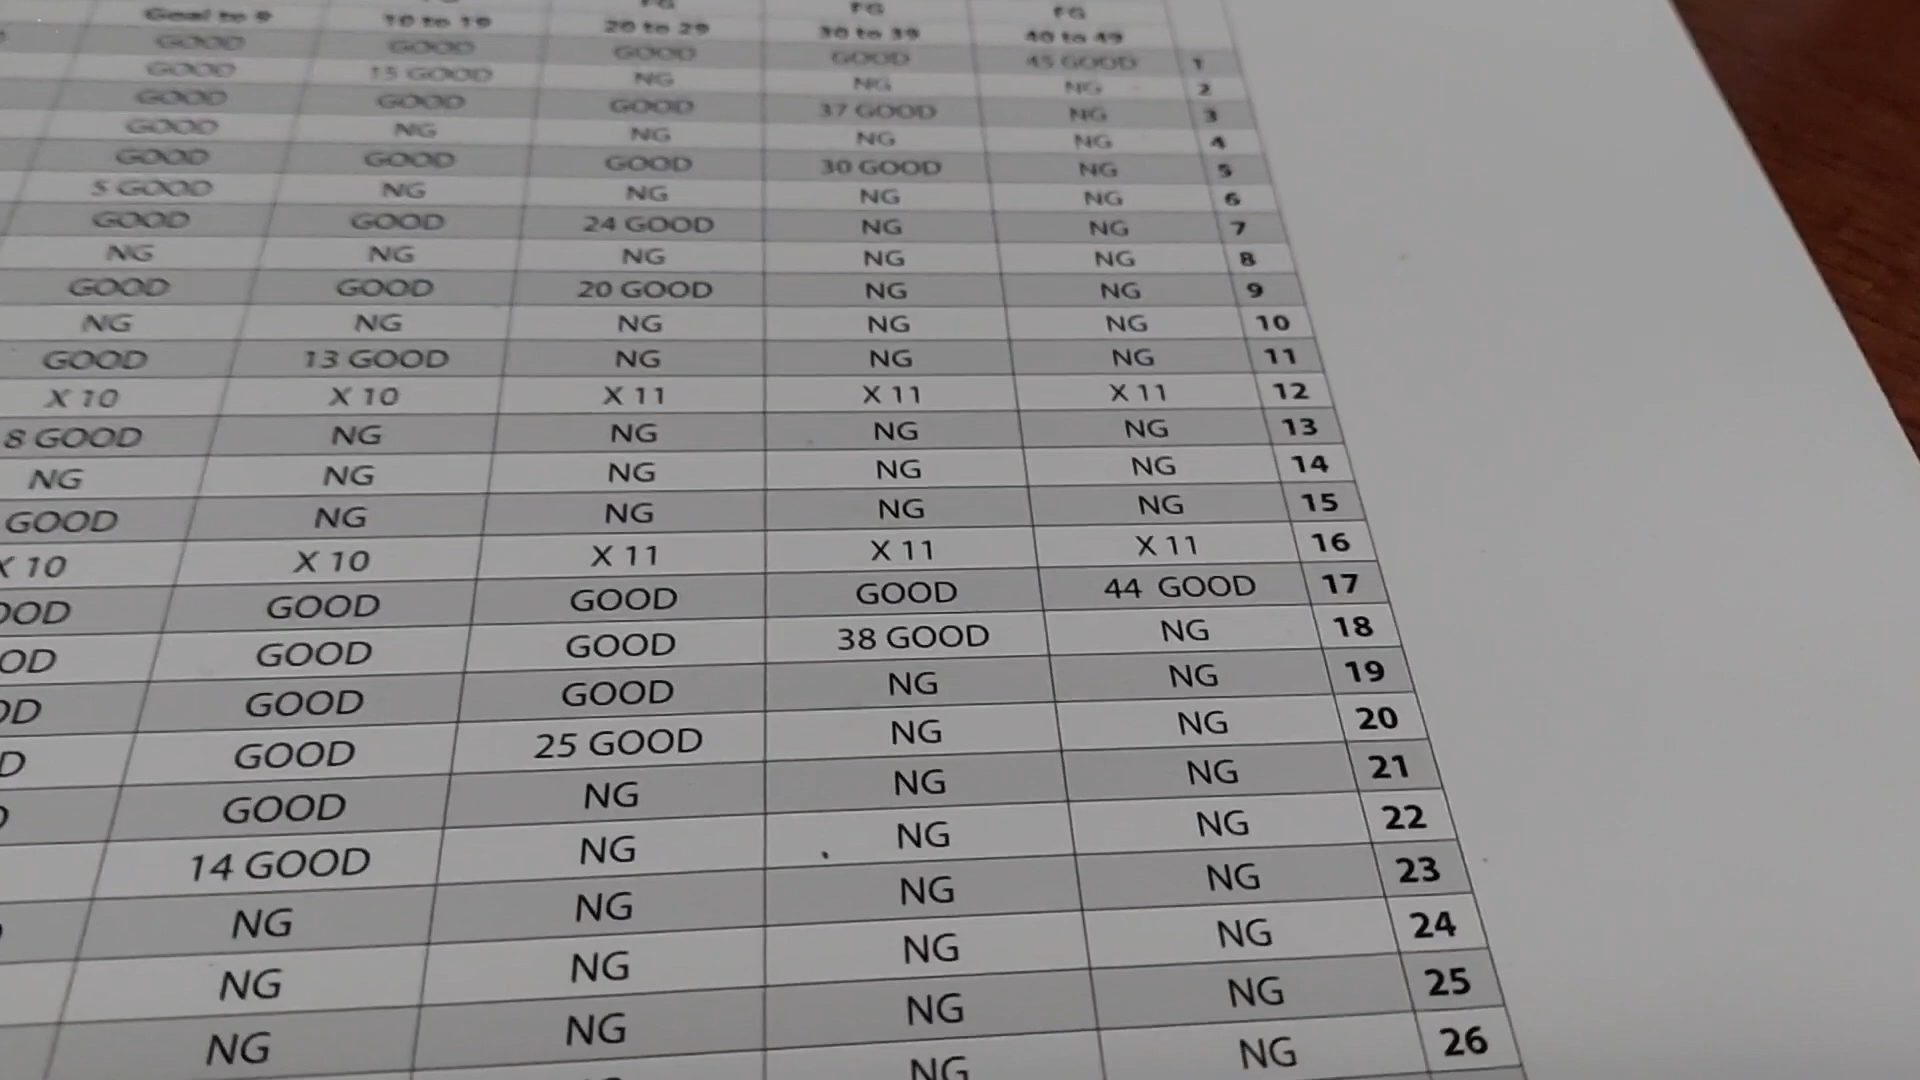 FG FG
Goal to 9 10 to 19 20 to 29 30 to 39 40 to 49
GOOD GOOD GOOD GOOD 45 GOOD 1
GOOD 15 GOOD NG NG NG 2
GOOD GOOD GOOD 37 GOOD NG 3
GOOD NG NG NG NG 4
GOOD GOOD GOOD 30 GOOD NG 5
5 GOOD NG NG NG NG 6
GOOD GOOD 24 GOOD NG NG 7
NG NG NG NG NG 8
GOOD GOOD 20 GOOD NG NG 9
NG NG NG NG NG 10
GOOD 13 GOOD NG NG NG 11
X 10 X 10 X 11 X 11 X 11 12
8 GOOD NG NG NG NG 13
NG NG NG NG NG 14
GOOD NG NG NG NG 15
X 10 X 10 X 11 X 11 X 11 16
OOD GOOD GOOD GOOD 44 GOOD 17
OD GOOD GOOD 38 GOOD NG 18
OD GOOD GOOD NG NG 19
D GOOD 25 GOOD NG NG 20
GOOD NG NG NG 21
14 GOOD NG NG NG 22
NG NG NG NG 23
NG NG NG NG 24
NG NG NG NG 25
NG NG 26